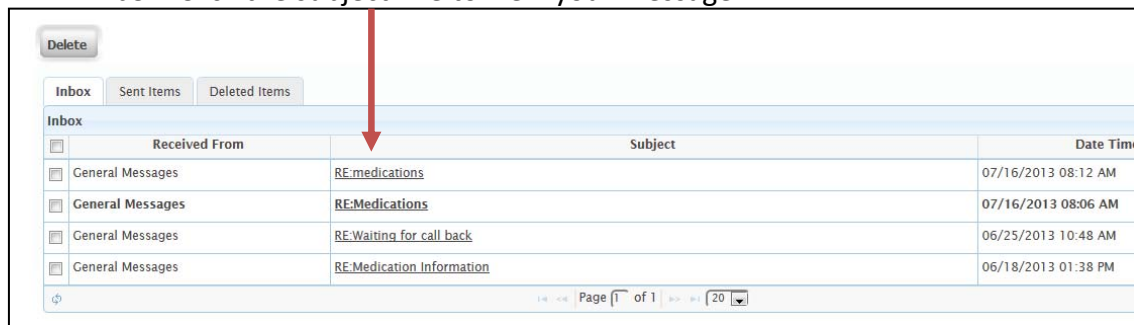 Delete
Inbox Sent Items Deleted Items
Inbox
Received From Subject Date Time
General Messages RE:medications 07/16/2013 08:12 AM
General Messages RE:Medications 07/16/2013 08:06 AM
General Messages RE:Waiting for call back 06/25/2013 10:48 AM
General Messages RE:Medication Information 06/18/2013 01:38 PM
Page 1 of 1 20